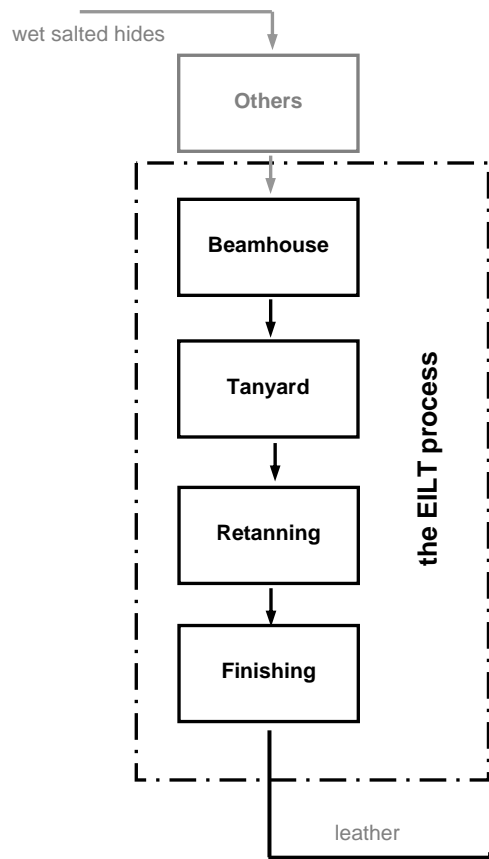 wet salted hides
Others
Beamhouse
Tanyard
the EILT process
Retanning
Finishing
leather